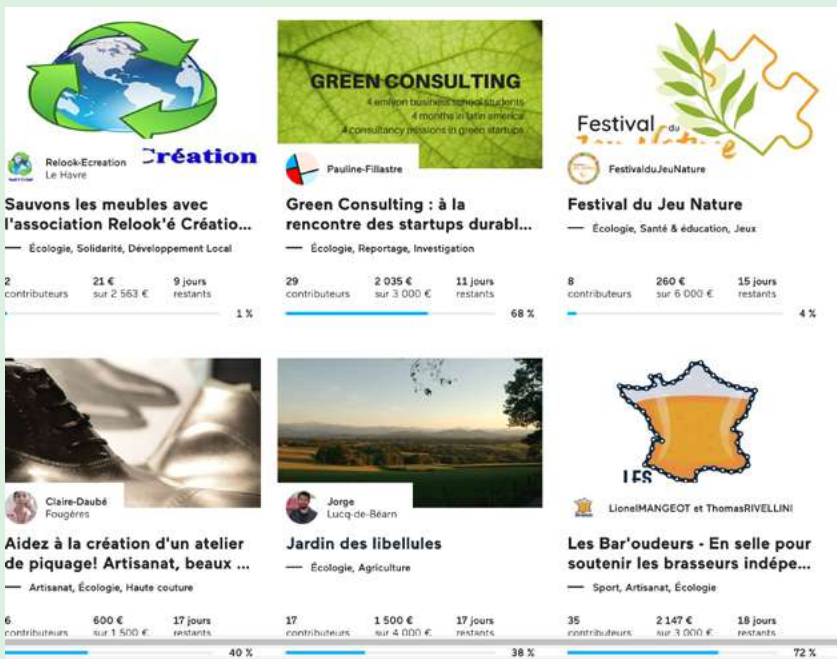 Création
Relook-Ecreation
Le Havre
Sauvons les meubles avec
l'association Relook'é Créatio...
Écologie, Solidarité, Développement Local
2 21 € 9 jours
contributeurs sur 2 563 € restants
1 %
GREEN CONSULTING
4 emlyon business school students
4 months in latin america
4 consultancy missions in green startups
Pauline-Fillastre
Green Consulting : à la
rencontre des startups durabl...
Écologie, Reportage, Investigation
29 2 035 € 11 jours
contributeurs sur 3 000 € restants
68 %
Festival du
Jeu Nature
FestivalduJeuNature
Festival du Jeu Nature
Écologie, Santé & éducation, Jeux
8 260 € 15 jours
contributeurs sur 6 000 € restants
4 %
Claire-Daubé
Fougères
Aidez à la création d'un atelier
de piquage! Artisanat, beaux ...
Artisanat, Écologie, Haute couture
6 600 € 17 jours
contributeurs sur 1 500 € restants
40 %
Jorge
Lucq-de-Béarn
Jardin des libellules
Écologie, Agriculture
17 1 500 € 17 jours
contributeurs sur 4 000 € restants
38 %
LES
LionelMANGEOT et ThomasRIVELLINI
Les Bar'oudeurs - En selle pour
soutenir les brasseurs indépe...
Sport, Artisanat, Écologie
35 2 147 € 18 jours
contributeurs sur 3 000 € restants
72 %